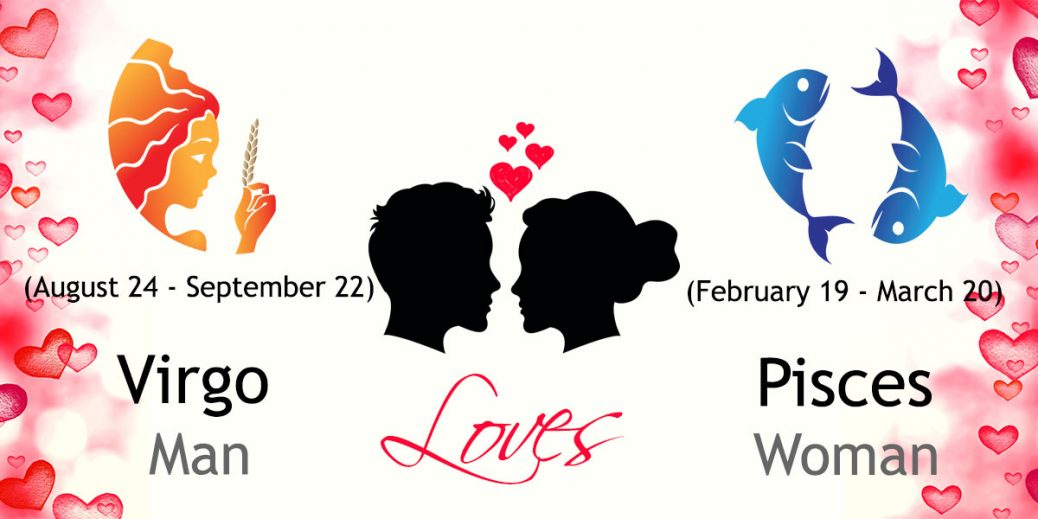 (August 24 - September 22)
Virgo
Man
Loves
(February 19 - March 20)
Pisces
Woman